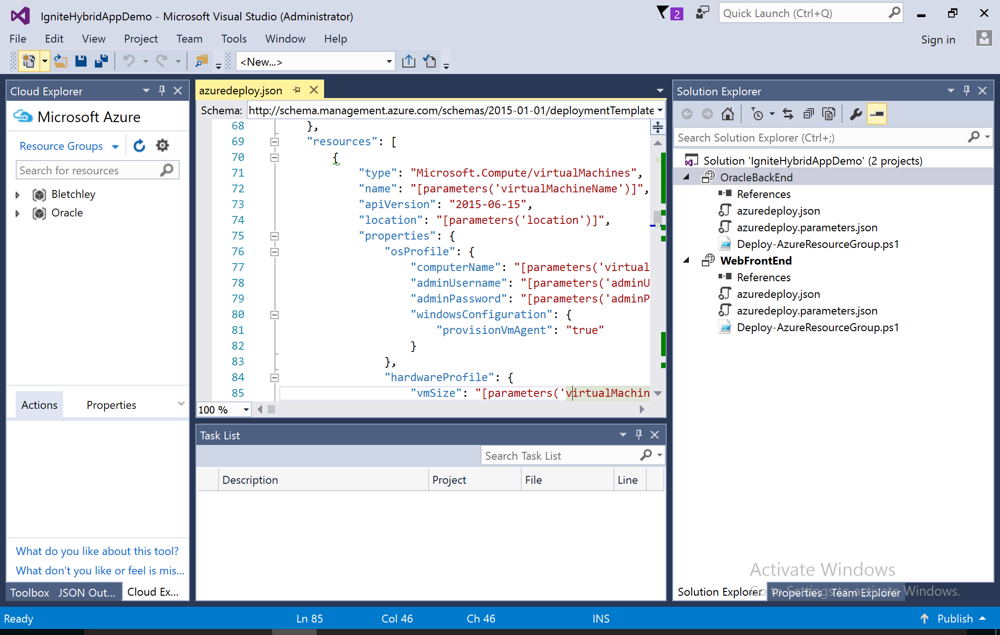 IgniteHybridAppDemo - Microsoft Visual Studio (Administrator)
2
Quick Launch (Ctrl+Q)
File Edit View Project Team Tools Window Help
Sign in
<New...>
Cloud Explorer
Microsoft Azure
Resource Groups
Search for resources
Bletchley
Oracle
Actions Properties
What do you like about this tool?
What don't you like or feel is mis...
Toolbox JSON Out... Cloud Ex...
azuredeploy.json
Schema: http://schema.management.azure.com/schemas/2015-01-01/deploymentTemplate
68 },
69 "resources": [
70 {
71 "type": "Microsoft.Compute/virtualMachines",
72 "name": "[parameters('virtualMachineName')]",
73 "apiVersion": "2015-06-15",
74 "location": "[parameters('location')]",
75 "properties": {
76 "osProfile": {
77 "computerName": "[parameters('virtual
78 "adminUsername": "[parameters('adminU
79 "adminPassword": "[parameters('adminP
80 "windowsConfiguration": {
81 "provisionVmAgent": "true"
82 }
83 },
84 "hardwareProfile": {
85 "vmSize": "[parameters('virtualMachin
100 %
Task List
Search Task List
Description Project File Line
Solution Explorer
Search Solution Explorer (Ctrl+;)
Solution 'IgniteHybridAppDemo' (2 projects)
OracleBackEnd
References
azuredeploy.json
azuredeploy.parameters.json
Deploy-AzureResourceGroup.ps1
WebFrontEnd
References
azuredeploy.json
azuredeploy.parameters.json
Deploy-AzureResourceGroup.ps1
Activate Windows
Go to Settings to activate Windows.
Solution Explorer Properties Team Explorer
Ready Ln 85 Col 46 Ch 46 INS Publish